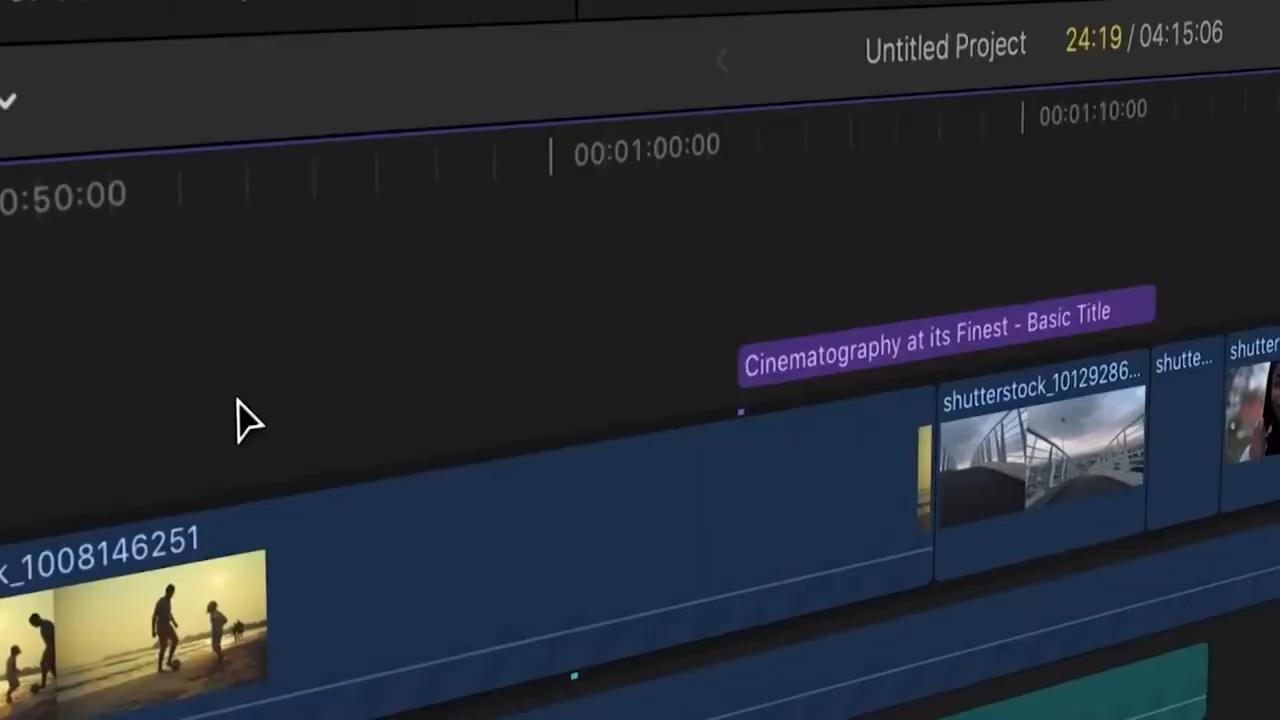 Untitled Project 24:19 / 04:15:06
0:50:00 00:01:00:00 00:01:10:00
Cinematography at its Finest - Basic Title
k_1008146251 shutterstock_10129286... shutte... shutter